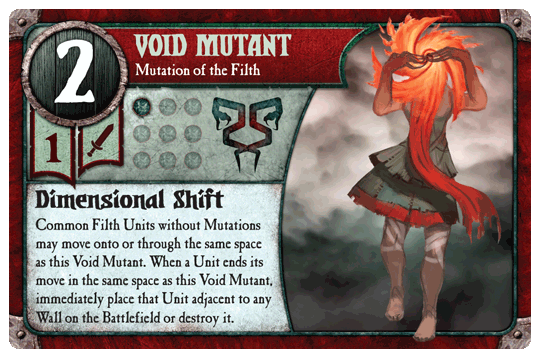 2
VOID MUTANT
Mutation of the Filth
1
Dimensional Shift
Common Filth Units without Mutations
may move onto or through the same space
as this Void Mutant. When a Unit ends its
move in the same space as this Void Mutant,
immediately place that Unit adjacent to any
Wall on the Battlefield or destroy it.